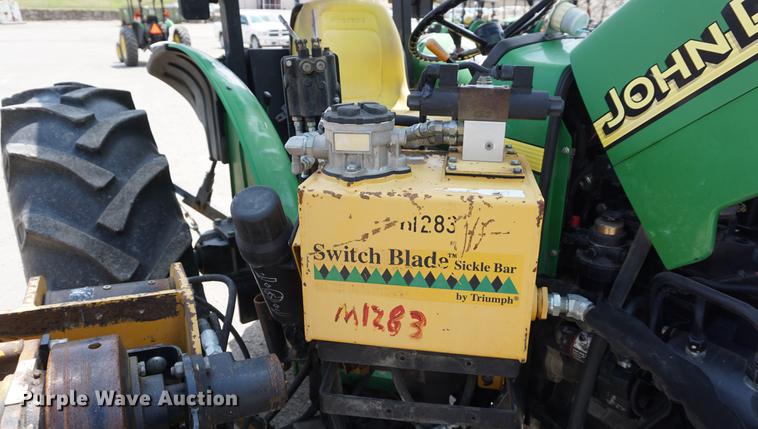 JOHN D
M1283
Switch Blade™ Sickle Bar
by Triumph®
M1283
Purple Wave Auction